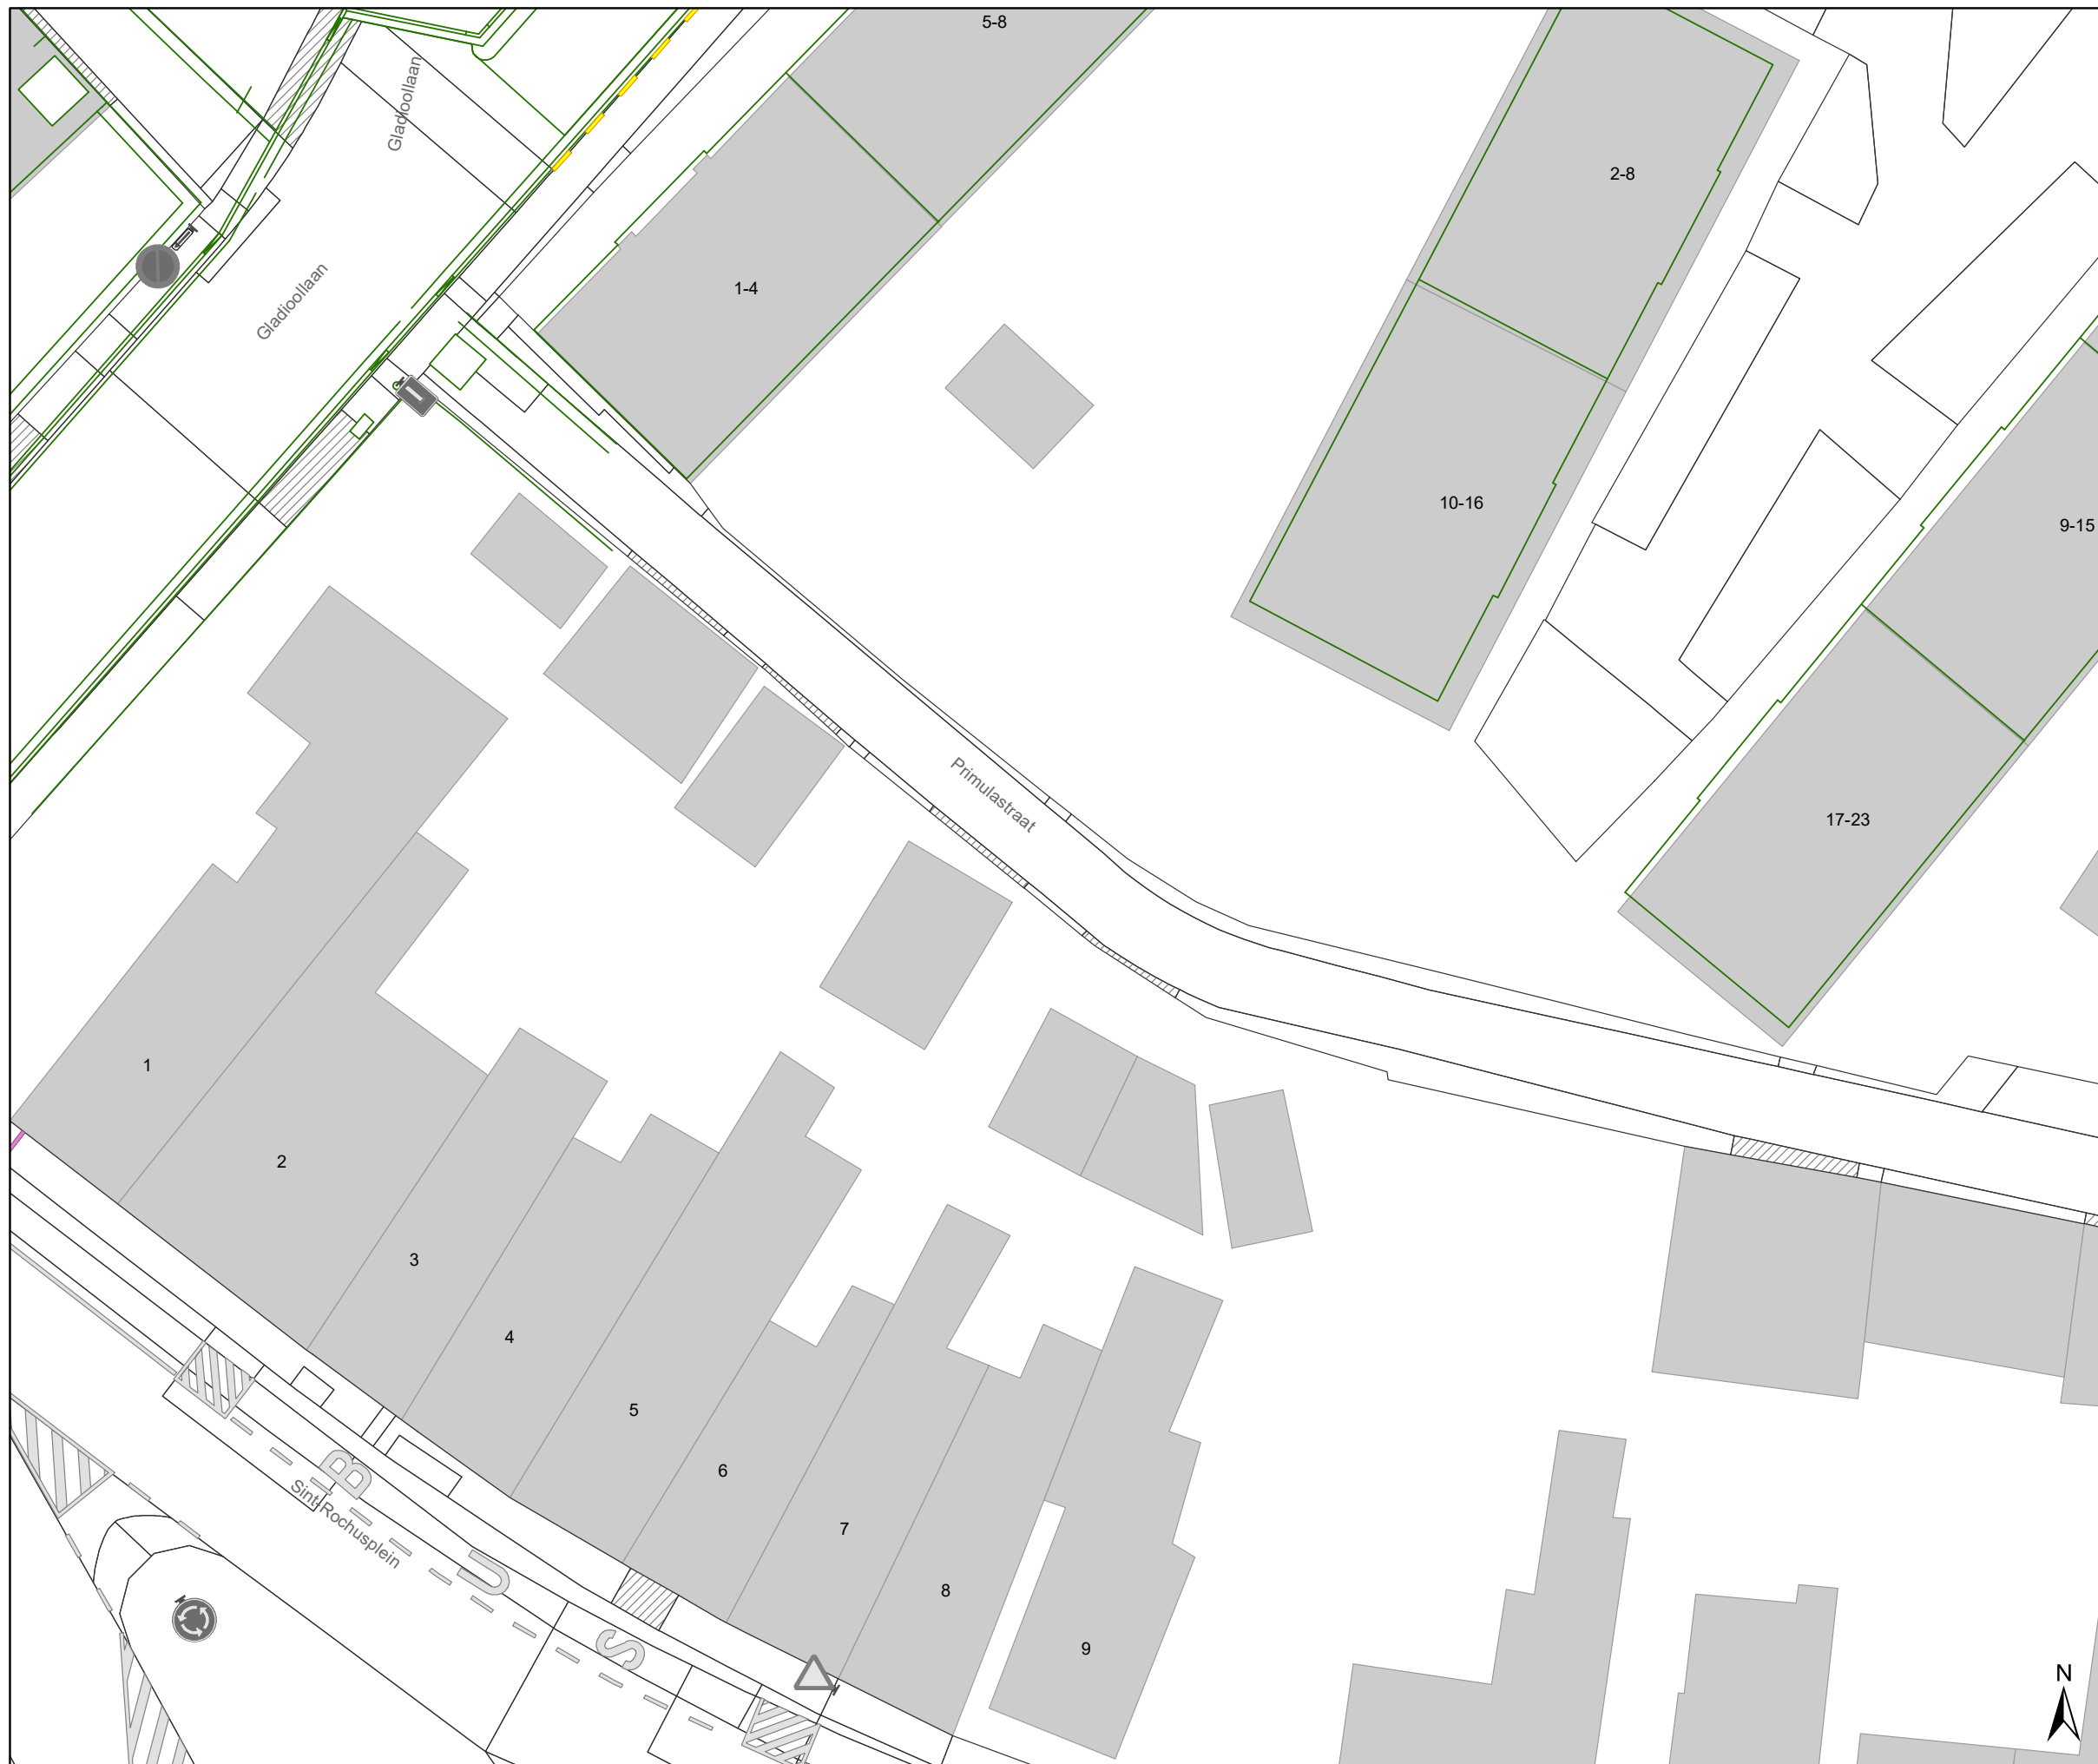 5-8
Gladioollaan
2-8
Gladioollaan
1-4
10-16
9-15
Primulastraat
17-23
1
2
3
4
5
6
7
8
9
BUS
Sint-Rochusplein
N